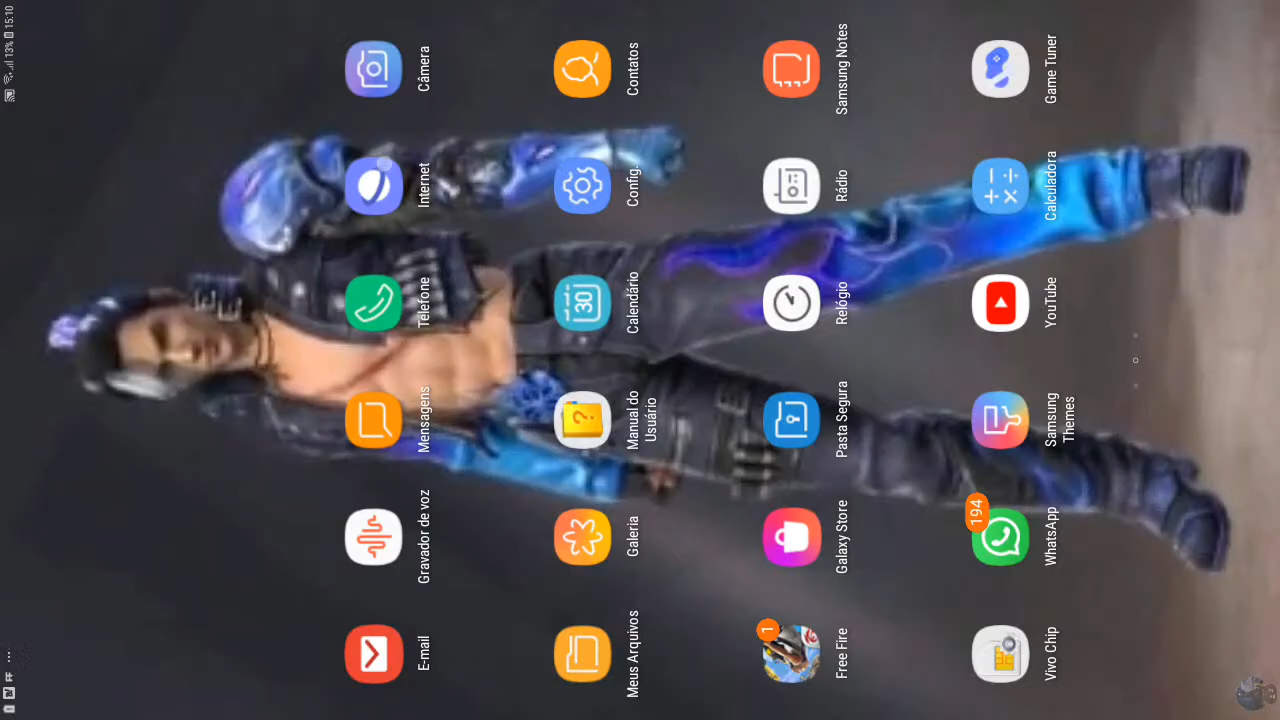 FF ... 13% 15:10
E-mail
Gravador de voz
Mensagens
Telefone
Internet
Câmera
Meus Arquivos
Galeria
Manual do
Usuário
30
Calendário
Config.
Contatos
1
Free Fire
Galaxy Store
Pasta Segura
Relógio
Rádio
Samsung Notes
Vivo Chip
194
WhatsApp
Samsung
Themes
YouTube
Calculadora
Game Tuner